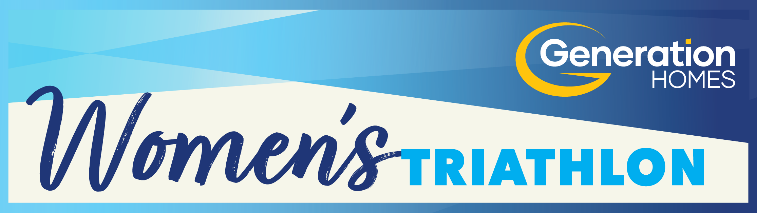 Generation
HOMES
Women's TRIATHLON